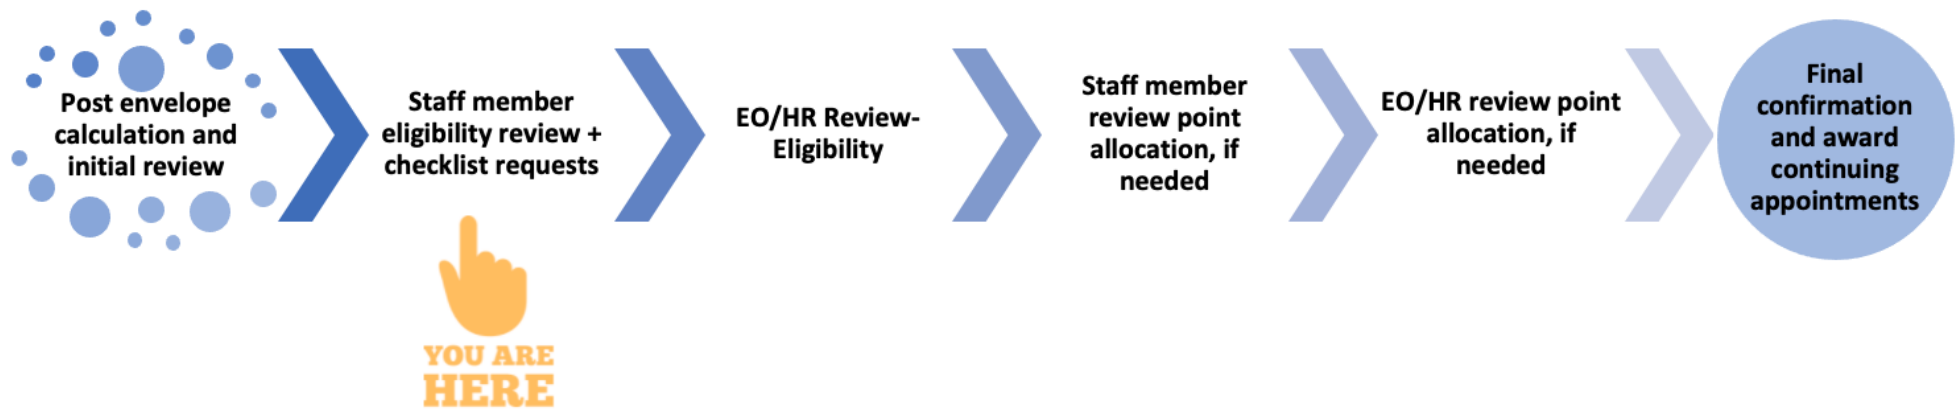 Post envelope
calculation and
initial review
Staff member
eligibility review +
checklist requests
EO/HR Review-
Eligibility
Staff member
review point
allocation, if
needed
EO/HR review point
allocation, if
needed
Final
confirmation
and award
continuing
appointments
YOU ARE
HERE